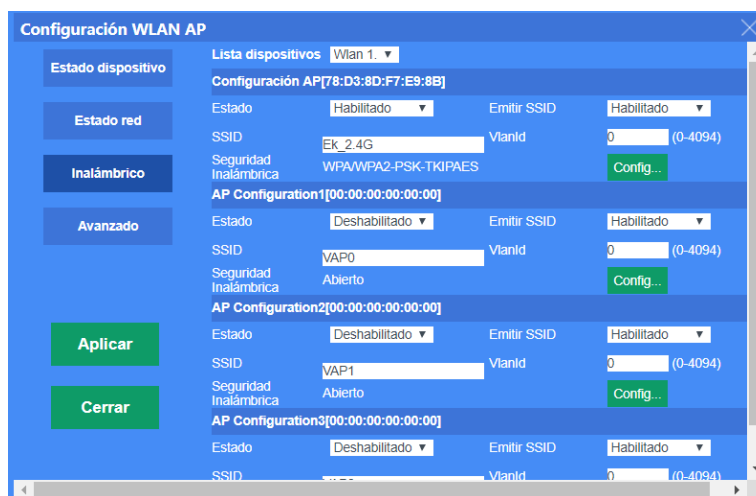 Configuración WLAN AP
Estado dispositivo
Estado red
Inalámbrico
Avanzado
Aplicar
Cerrar
Lista dispositivos Wlan 1.
Configuración AP[78:D3:8D:F7:E9:8B]
Estado Habilitado Emitir SSID Habilitado
SSID Ek_2.4G VlanId 0 (0-4094)
Seguridad Inalámbrica WPA/WPA2-PSK-TKIPAES Config...
AP Configuration1[00:00:00:00:00:00]
Estado Deshabilitado Emitir SSID Habilitado
SSID VAP0 VlanId 0 (0-4094)
Seguridad Inalámbrica Abierto Config...
AP Configuration2[00:00:00:00:00:00]
Estado Deshabilitado Emitir SSID Habilitado
SSID VAP1 VlanId 0 (0-4094)
Seguridad Inalámbrica Abierto Config...
AP Configuration3[00:00:00:00:00:00]
Estado Deshabilitado Emitir SSID Habilitado
SSID VlanId 0 (0-4094)